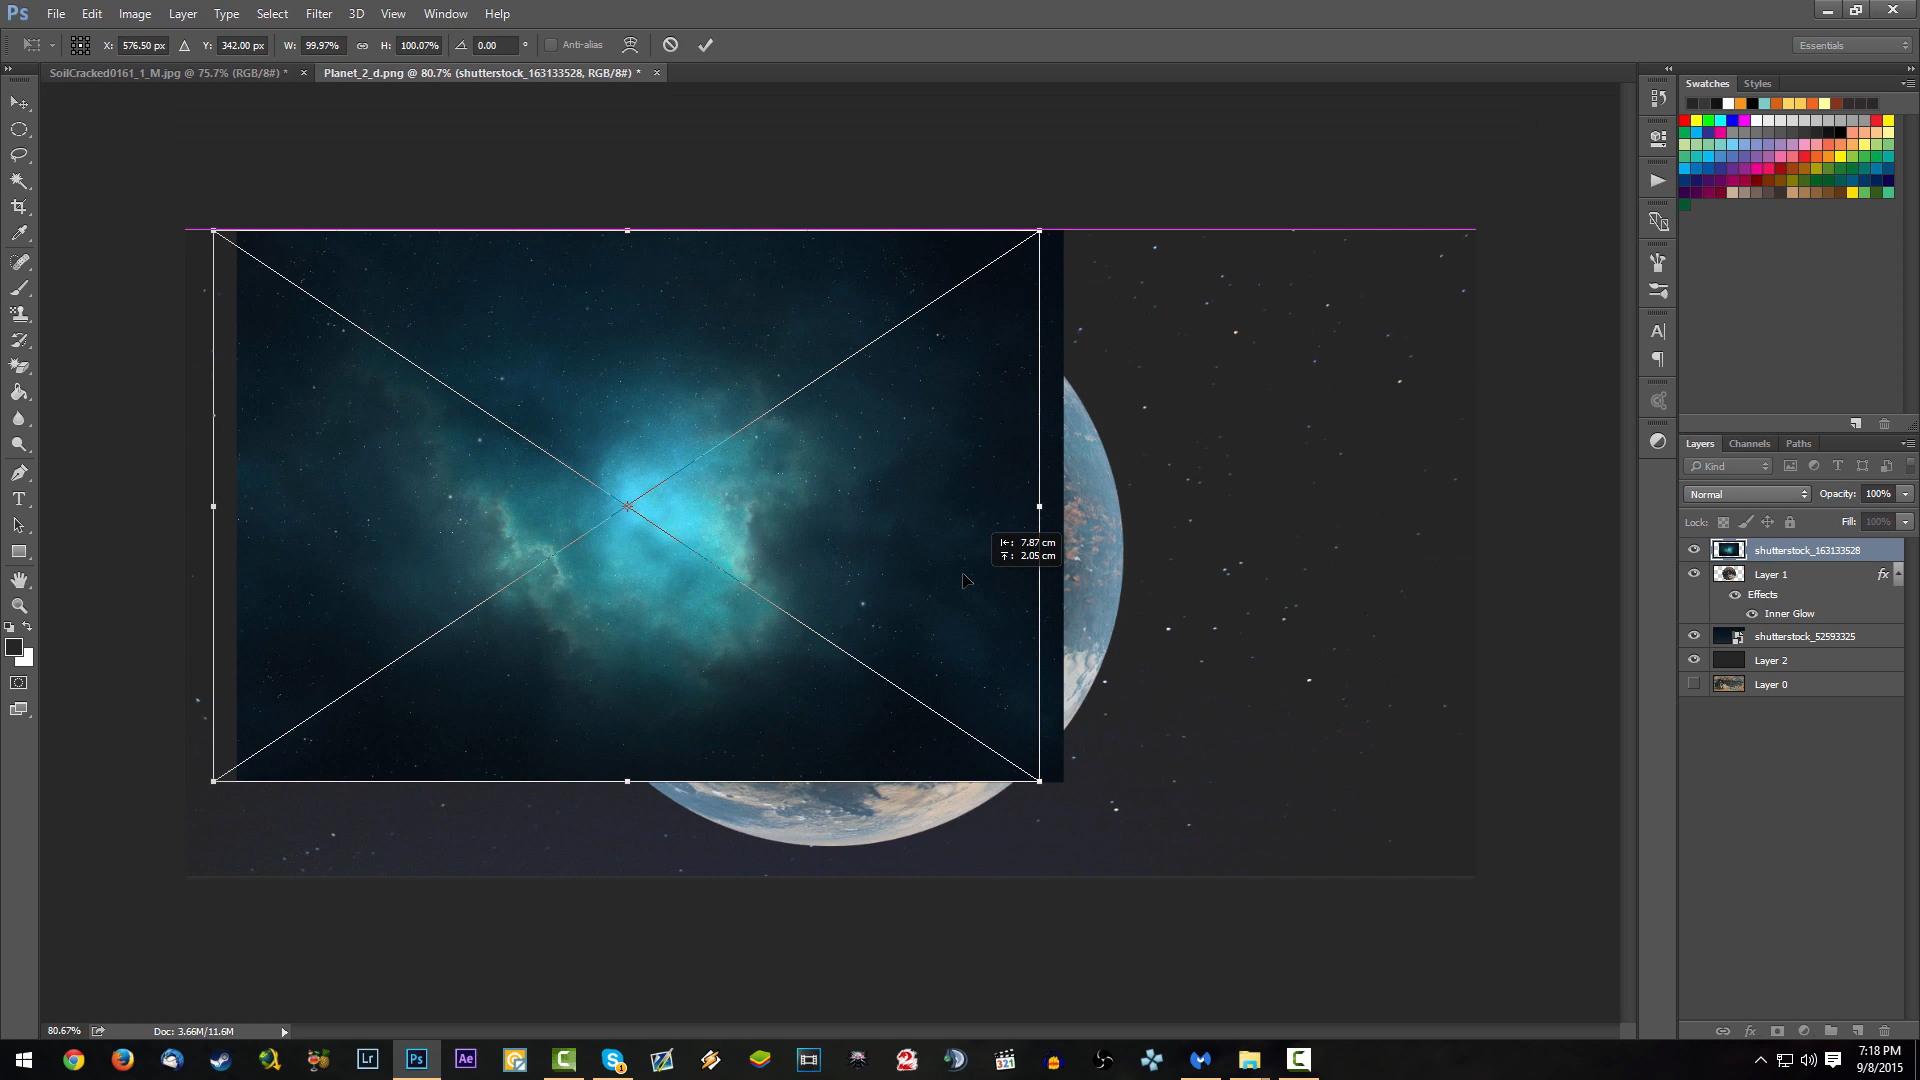 Ps File Edit Image Layer Type Select Filter 3D View Window Help
X: 576.50 px Y: 342.00 px W: 99.97% H: 100.07% 0.00 ° Anti-alias Essentials
SoilCracked0161_1_M.jpg @ 75.7% (RGB/8#) * × Planet_2_d.png @ 80.7% (shutterstock_163133528, RGB/8#) * ×
Swatches Styles
7.87 cm
2.05 cm
Layers Channels Paths
Kind
Normal Opacity: 100%
Lock: Fill: 100%
shutterstock_163133528
Layer 1 fx
Effects
Inner Glow
shutterstock_52593325
Layer 2
Layer 0
80.67% Doc: 3.66M/11.6M
Lr Ps Ae
7:18 PM
9/8/2015